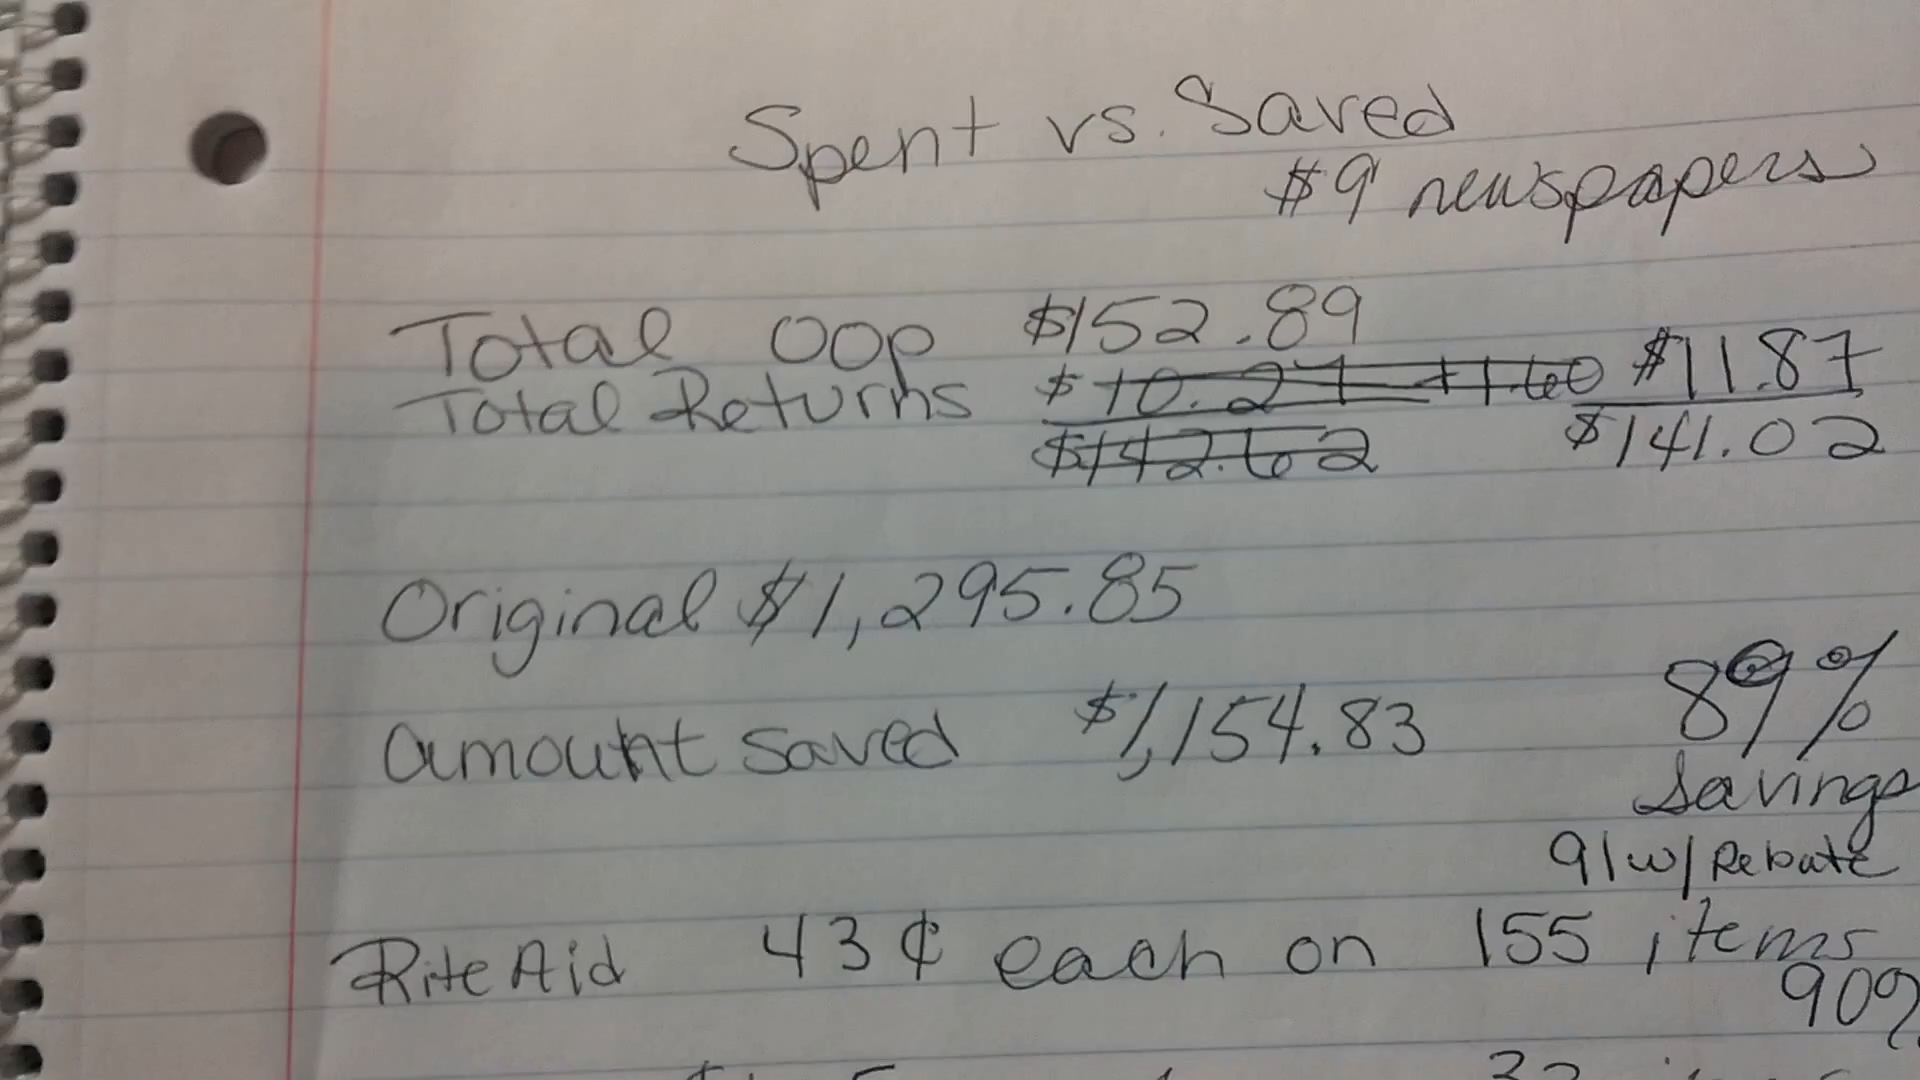 Spent vs. Saved
$9 newspapers
Total OOP $152.89
Total Returns $10.27 + 1.60 $11.87
$142.62 $141.02
Original $1,295.85
amount saved $1,154.83 89%
Savings
91 w/ Rebate
Rite Aid 43¢ each on 155 items
90%